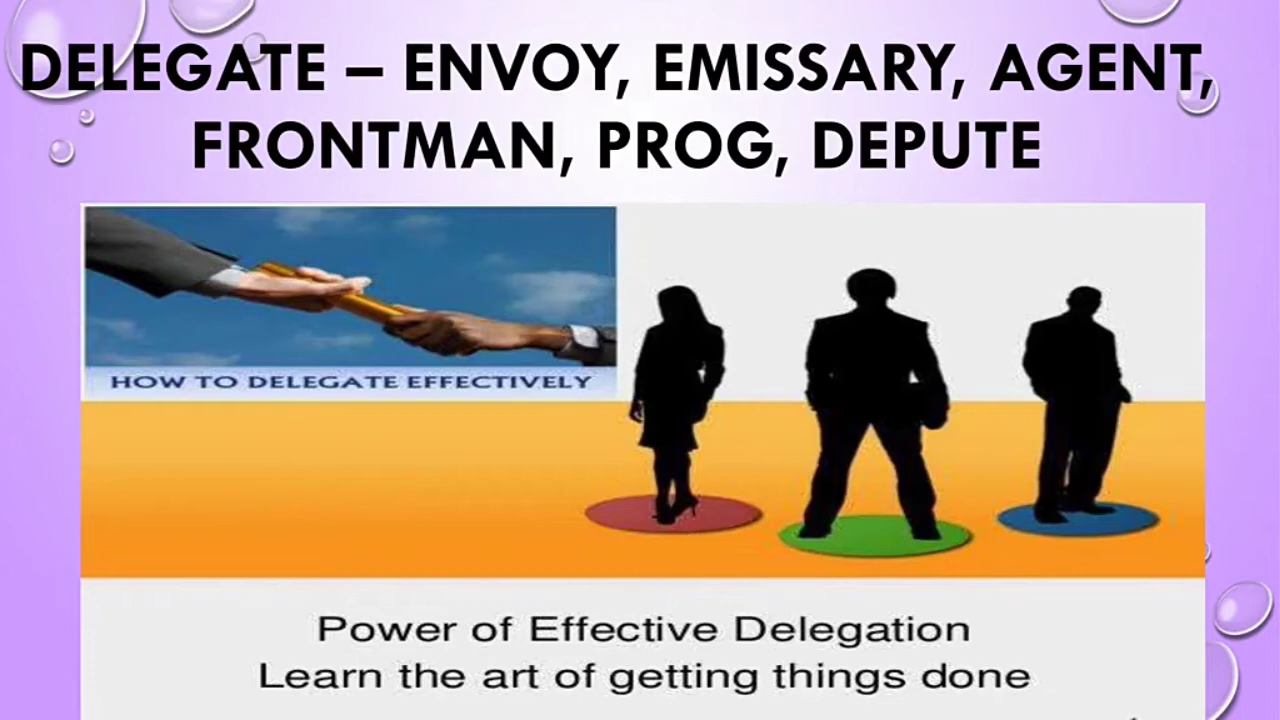 DELEGATE – ENVOY, EMISSARY, AGENT,
FRONTMAN, PROG, DEPUTE
HOW TO DELEGATE EFFECTIVELY
Power of Effective Delegation
Learn the art of getting things done